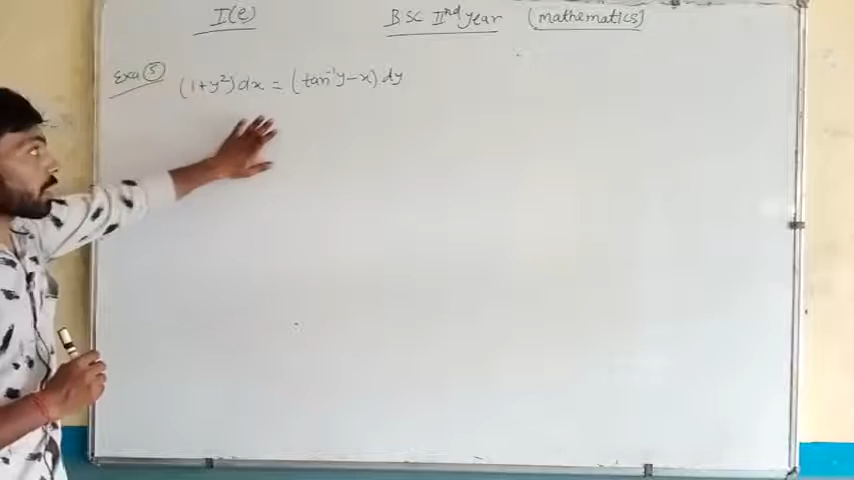 I(e) BSC IInd year (mathematics)
Exa (5) (1+y²) dx = (tan⁻¹y-x) dy